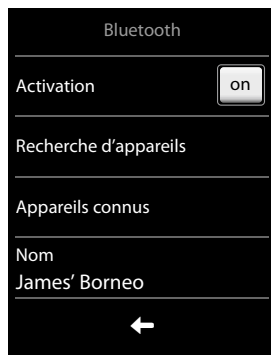 Bluetooth
Activation on
Recherche d'appareils
Appareils connus
Nom
James' Borneo